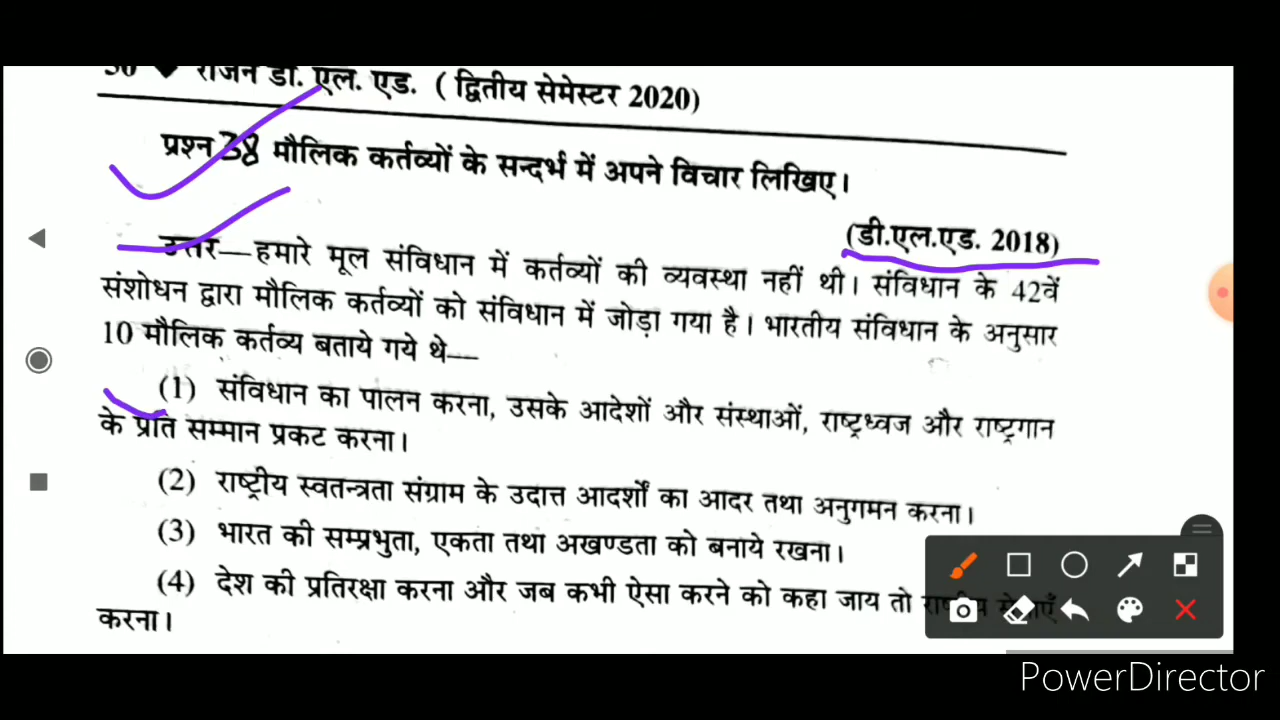 30 राजन डी. एल. एड. ( द्वितीय सेमेस्टर 2020)
प्रश्न 38 मौलिक कर्तव्यों के सन्दर्भ में अपने विचार लिखिए।
(डी.एल.एड. 2018)
उत्तर—हमारे मूल संविधान में कर्तव्यों की व्यवस्था नहीं थी। संविधान के 42वें
संशोधन द्वारा मौलिक कर्तव्यों को संविधान में जोड़ा गया है। भारतीय संविधान के अनुसार
10 मौलिक कर्तव्य बताये गये थे—
(1) संविधान का पालन करना, उसके आदेशों और संस्थाओं, राष्ट्रध्वज और राष्ट्रगान
के प्रति सम्मान प्रकट करना।
(2) राष्ट्रीय स्वतन्त्रता संग्राम के उदात्त आदर्शों का आदर तथा अनुगमन करना।
(3) भारत की सम्प्रभुता, एकता तथा अखण्डता को बनाये रखना।
(4) देश की प्रतिरक्षा करना और जब कभी ऐसा करने को कहा जाय तो
करना।
PowerDirector